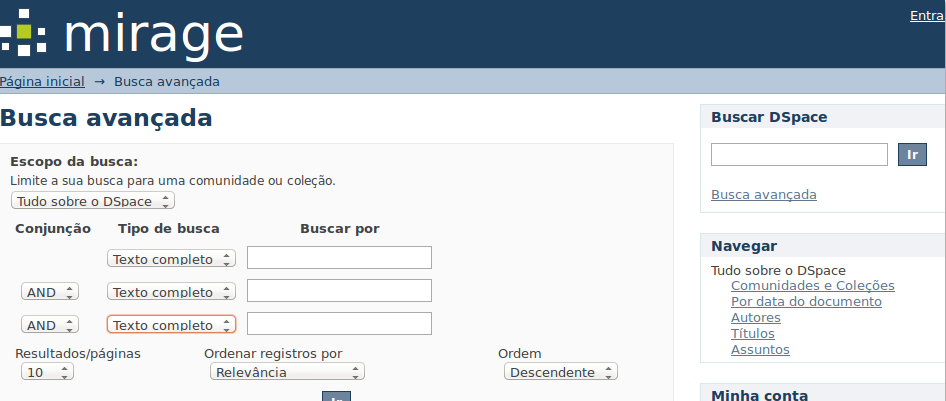 mirage
Entra
Página inicial → Busca avançada
Busca avançada
Escopo da busca:
Limite a sua busca para uma comunidade ou coleção.
Tudo sobre o DSpace
Conjunção Tipo de busca Buscar por
Texto completo
AND Texto completo
AND Texto completo
Resultados/páginas Ordenar registros por Ordem
10 Relevância Descendente
Ir
Buscar DSpace
Ir
Busca avançada
Navegar
Tudo sobre o DSpace
Comunidades e Coleções
Por data do documento
Autores
Títulos
Assuntos
Minha conta